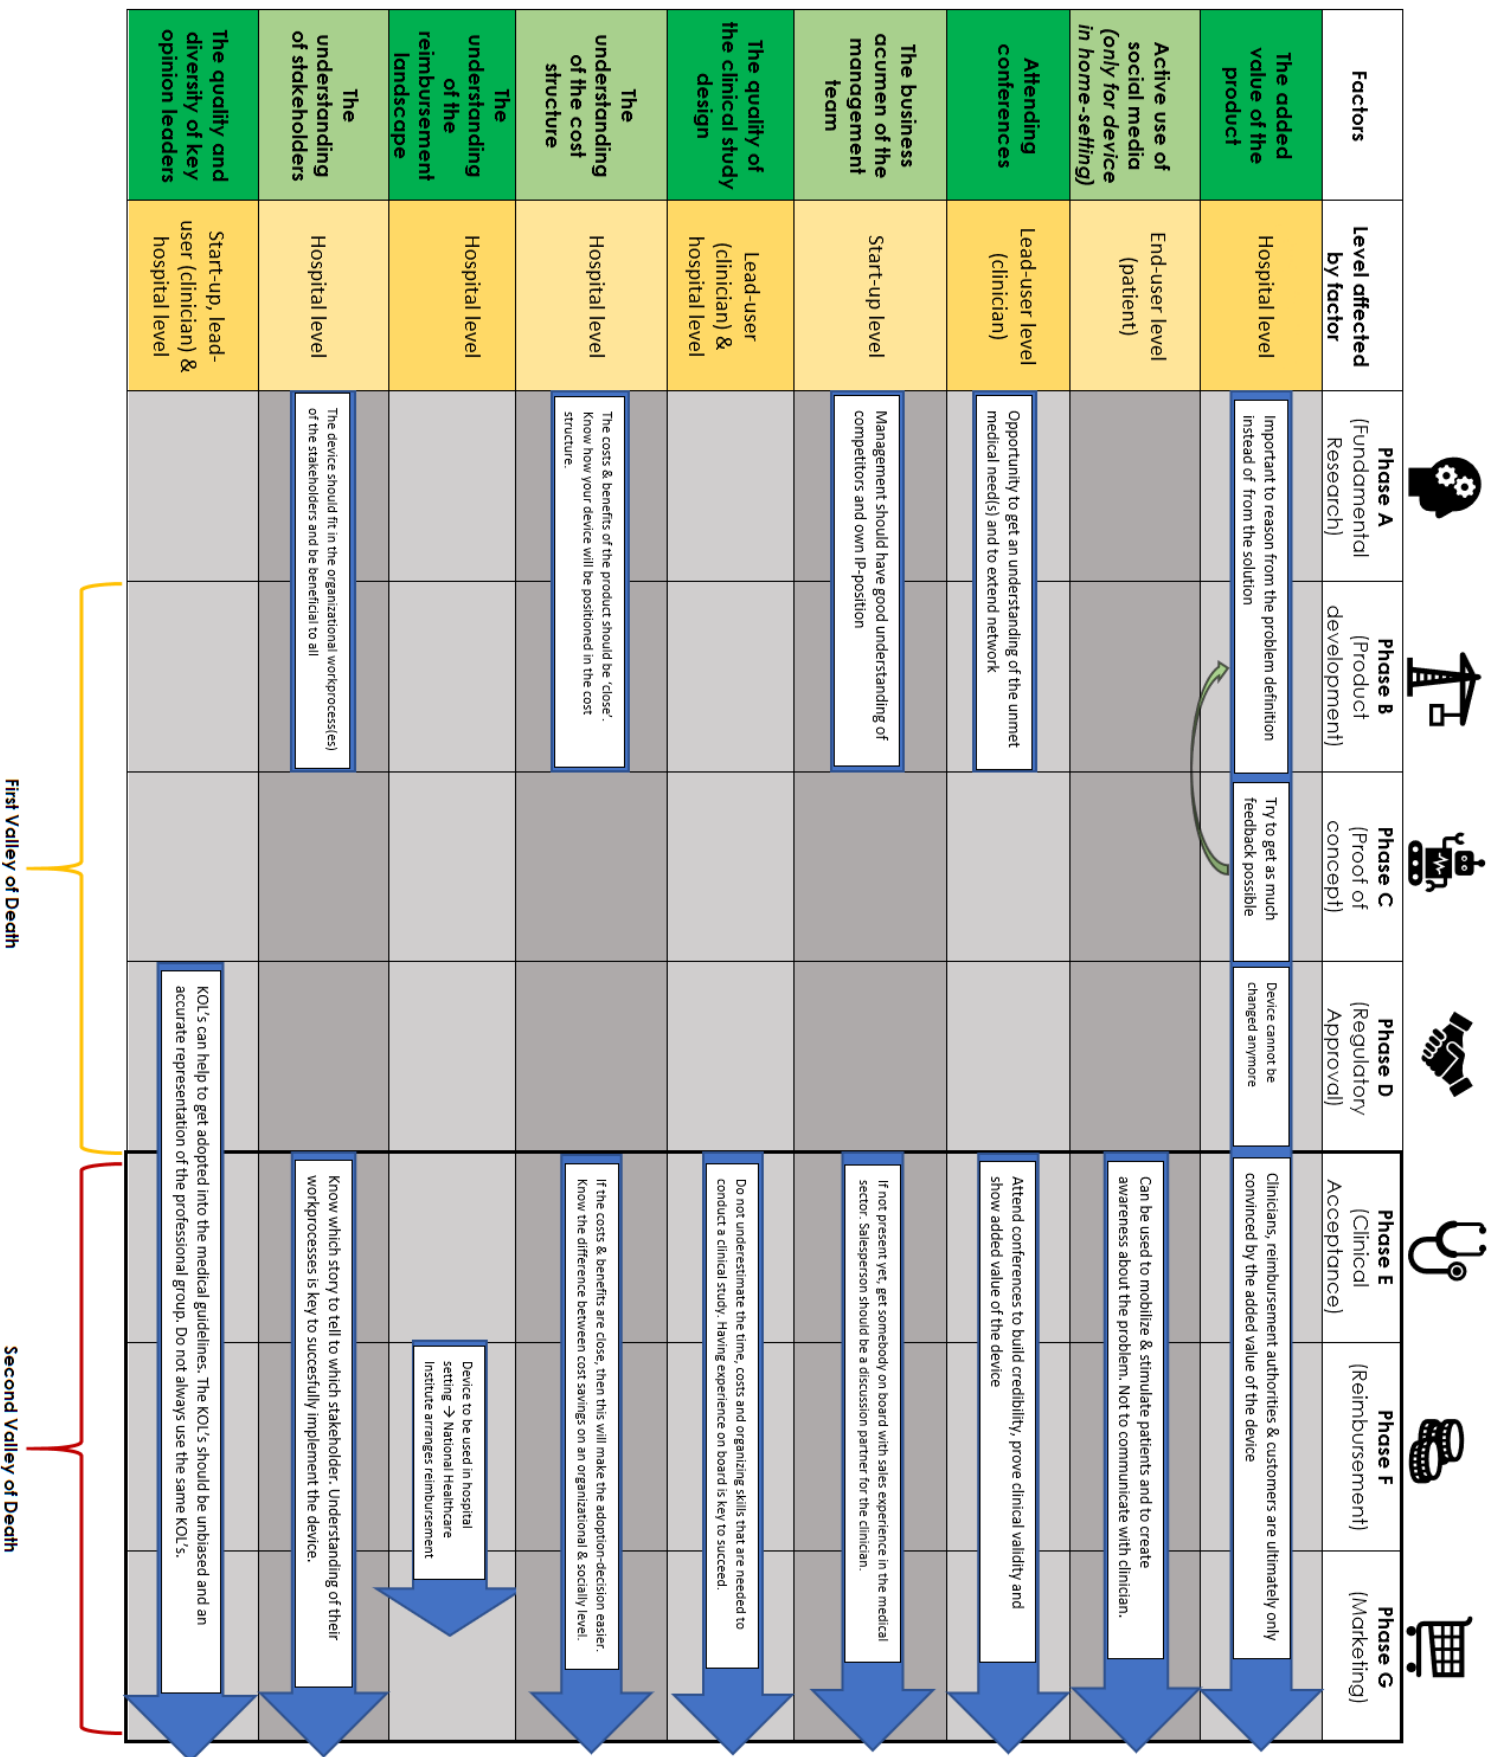 Factors
Level affected
by factor
Phase A
(Fundamental
Research)
Phase B
(Product
development)
Phase C
(Proof of
concept)
Phase D
(Regulatory
Approval)
Phase E
(Clinical
Acceptance)
Phase F
(Reimbursement)
Phase G
(Marketing)
The added
value of the
product
Hospital level
Important to reason from the problem definition
instead of from the solution
Try to get as much
feedback possible
Device cannot be
changed anymore
Clinicians, reimbursement authorities & customers are ultimately only
convinced by the added value of the device
Active use of
social media
(only for device
in home-setting)
End-user level
(patient)
Can be used to mobilize & stimulate patients and to create
awareness about the problem. Not to communicate with clinician.
Attending
conferences
Lead-user level
(clinician)
Opportunity to get an understanding of the unmet
medical need(s) and to extend network
Attend conferences to build credibility, prove clinical validity and
show added value of the device
The business
acumen of the
management
team
Start-up level
Management should have good understanding of
competitors and own IP-position
If not present yet, get somebody on board with sales experience in the medical
sector. Salesperson should be a discussion partner for the clinician.
The quality of
the clinical study
design
Lead-user
(clinician) &
hospital level
Do not underestimate the time, costs and organizing skills that are needed to
conduct a clinical study. Having experience on board is key to succeed.
The
understanding
of the cost
structure
Hospital level
The costs & benefits of the product should be 'close'.
Know how your device will be positioned in the cost
structure.
If the costs & benefits are close, then this will make the adoption-decision easier.
Know the difference between cost savings on an organizational & socially level.
The
understanding
of the
reimbursement
landscape
Hospital level
Device to be used in hospital
setting → National Healthcare
Institute arranges reimbursement
The
understanding
of stakeholders
Hospital level
The device should fit in the organizational workprocess(es)
of the stakeholders and be beneficial to all
Know which story to tell to which stakeholder. Understanding of their
workprocesses is key to succesfully implement the device.
The quality and
diversity of key
opinion leaders
Start-up, lead-
user (clinician) &
hospital level
KOL's can help to get adopted into the medical guidelines. The KOL's should be unbiased and an
accurate representation of the professional group. Do not always use the same KOL's.
First Valley of Death
Second Valley of Death